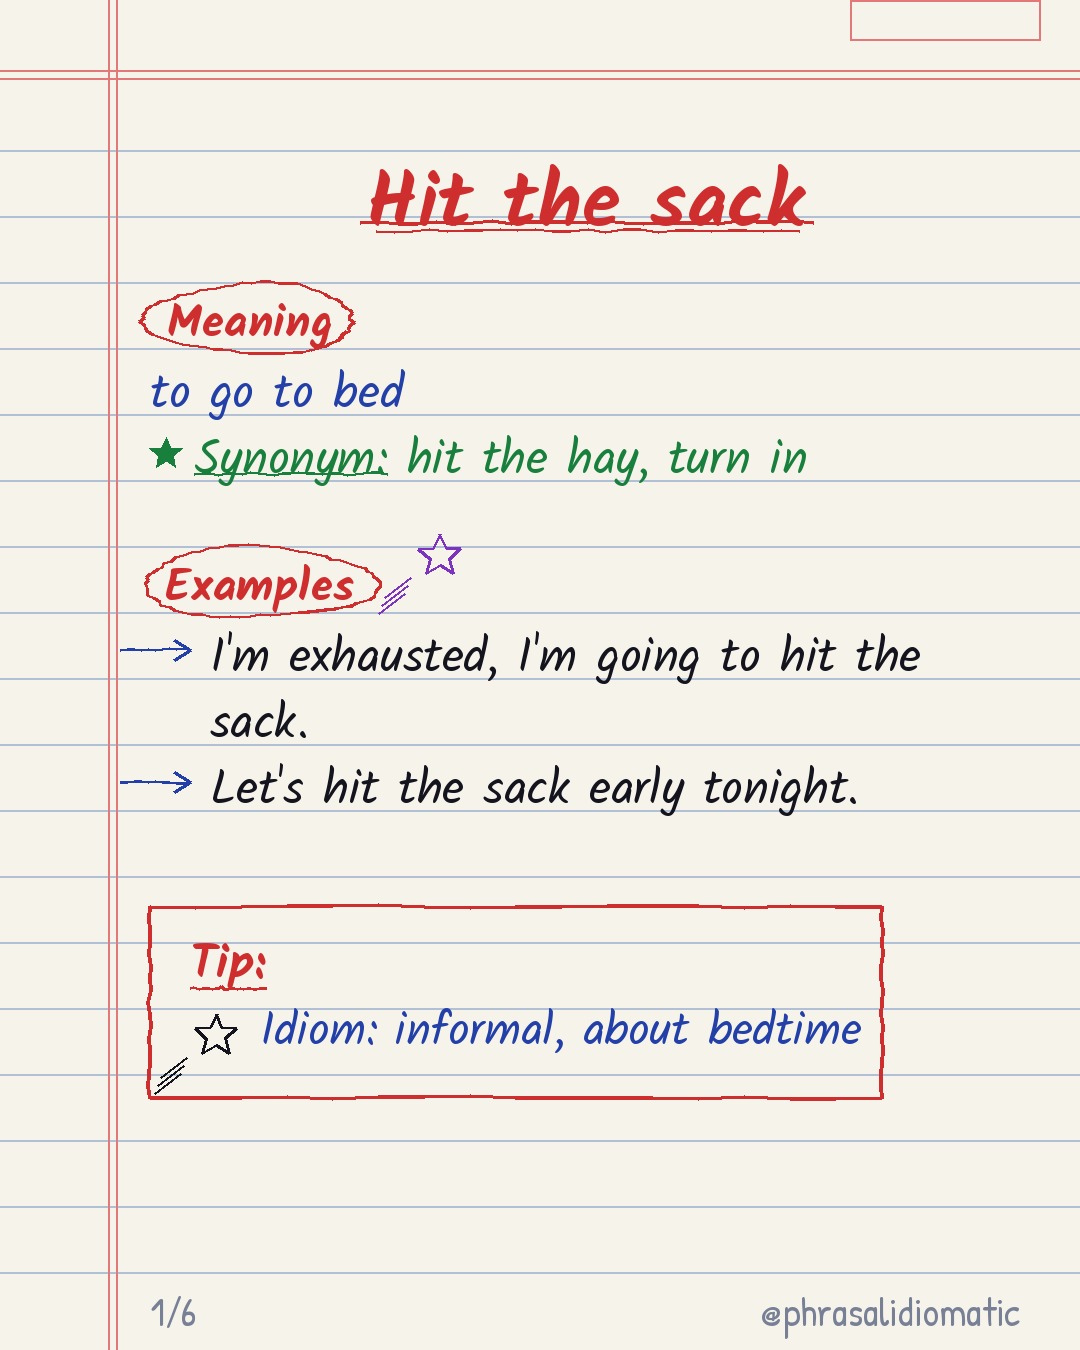 Hit the sack
Meaning
to go to bed
Synonym: hit the hay, turn in
Examples
I'm exhausted, I'm going to hit the
sack.
Let's hit the sack early tonight.
Tip:
Idiom: informal, about bedtime
1/6
@phrasalidiomatic